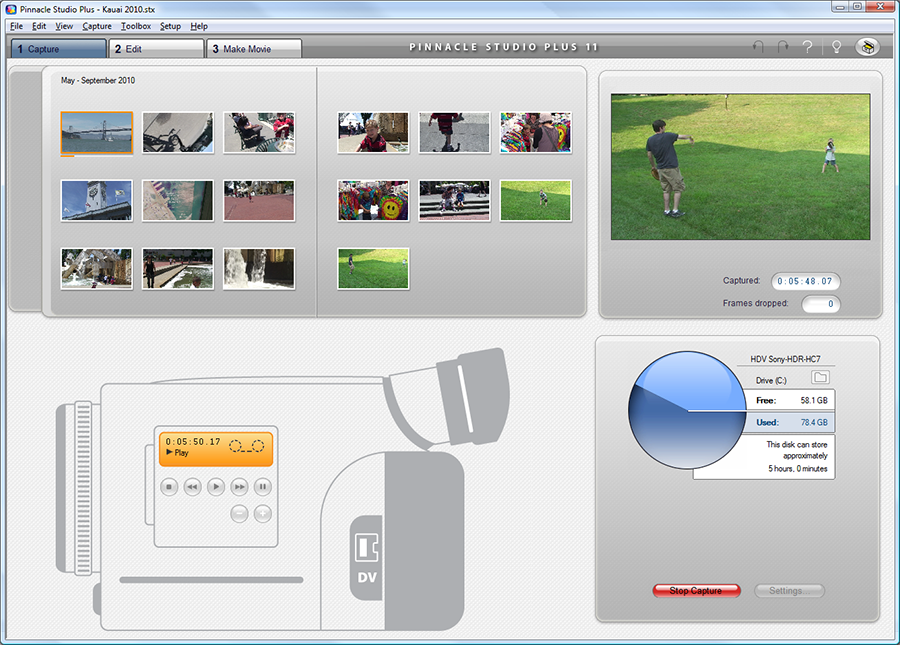 Pinnacle Studio Plus - Kauai 2010.stx
File Edit View Capture Toolbox Setup Help
1 Capture 2 Edit 3 Make Movie PINNACLE STUDIO PLUS 11
May - September 2010
Captured: 0:05:48.07
Frames dropped: 0
0:05:50.17
Play
DV
HDV Sony-HDR-HC7
Drive (C:)
Free: 58.1 GB
Used: 78.4 GB
This disk can store
approximately
5 hours, 0 minutes
Stop Capture Settings